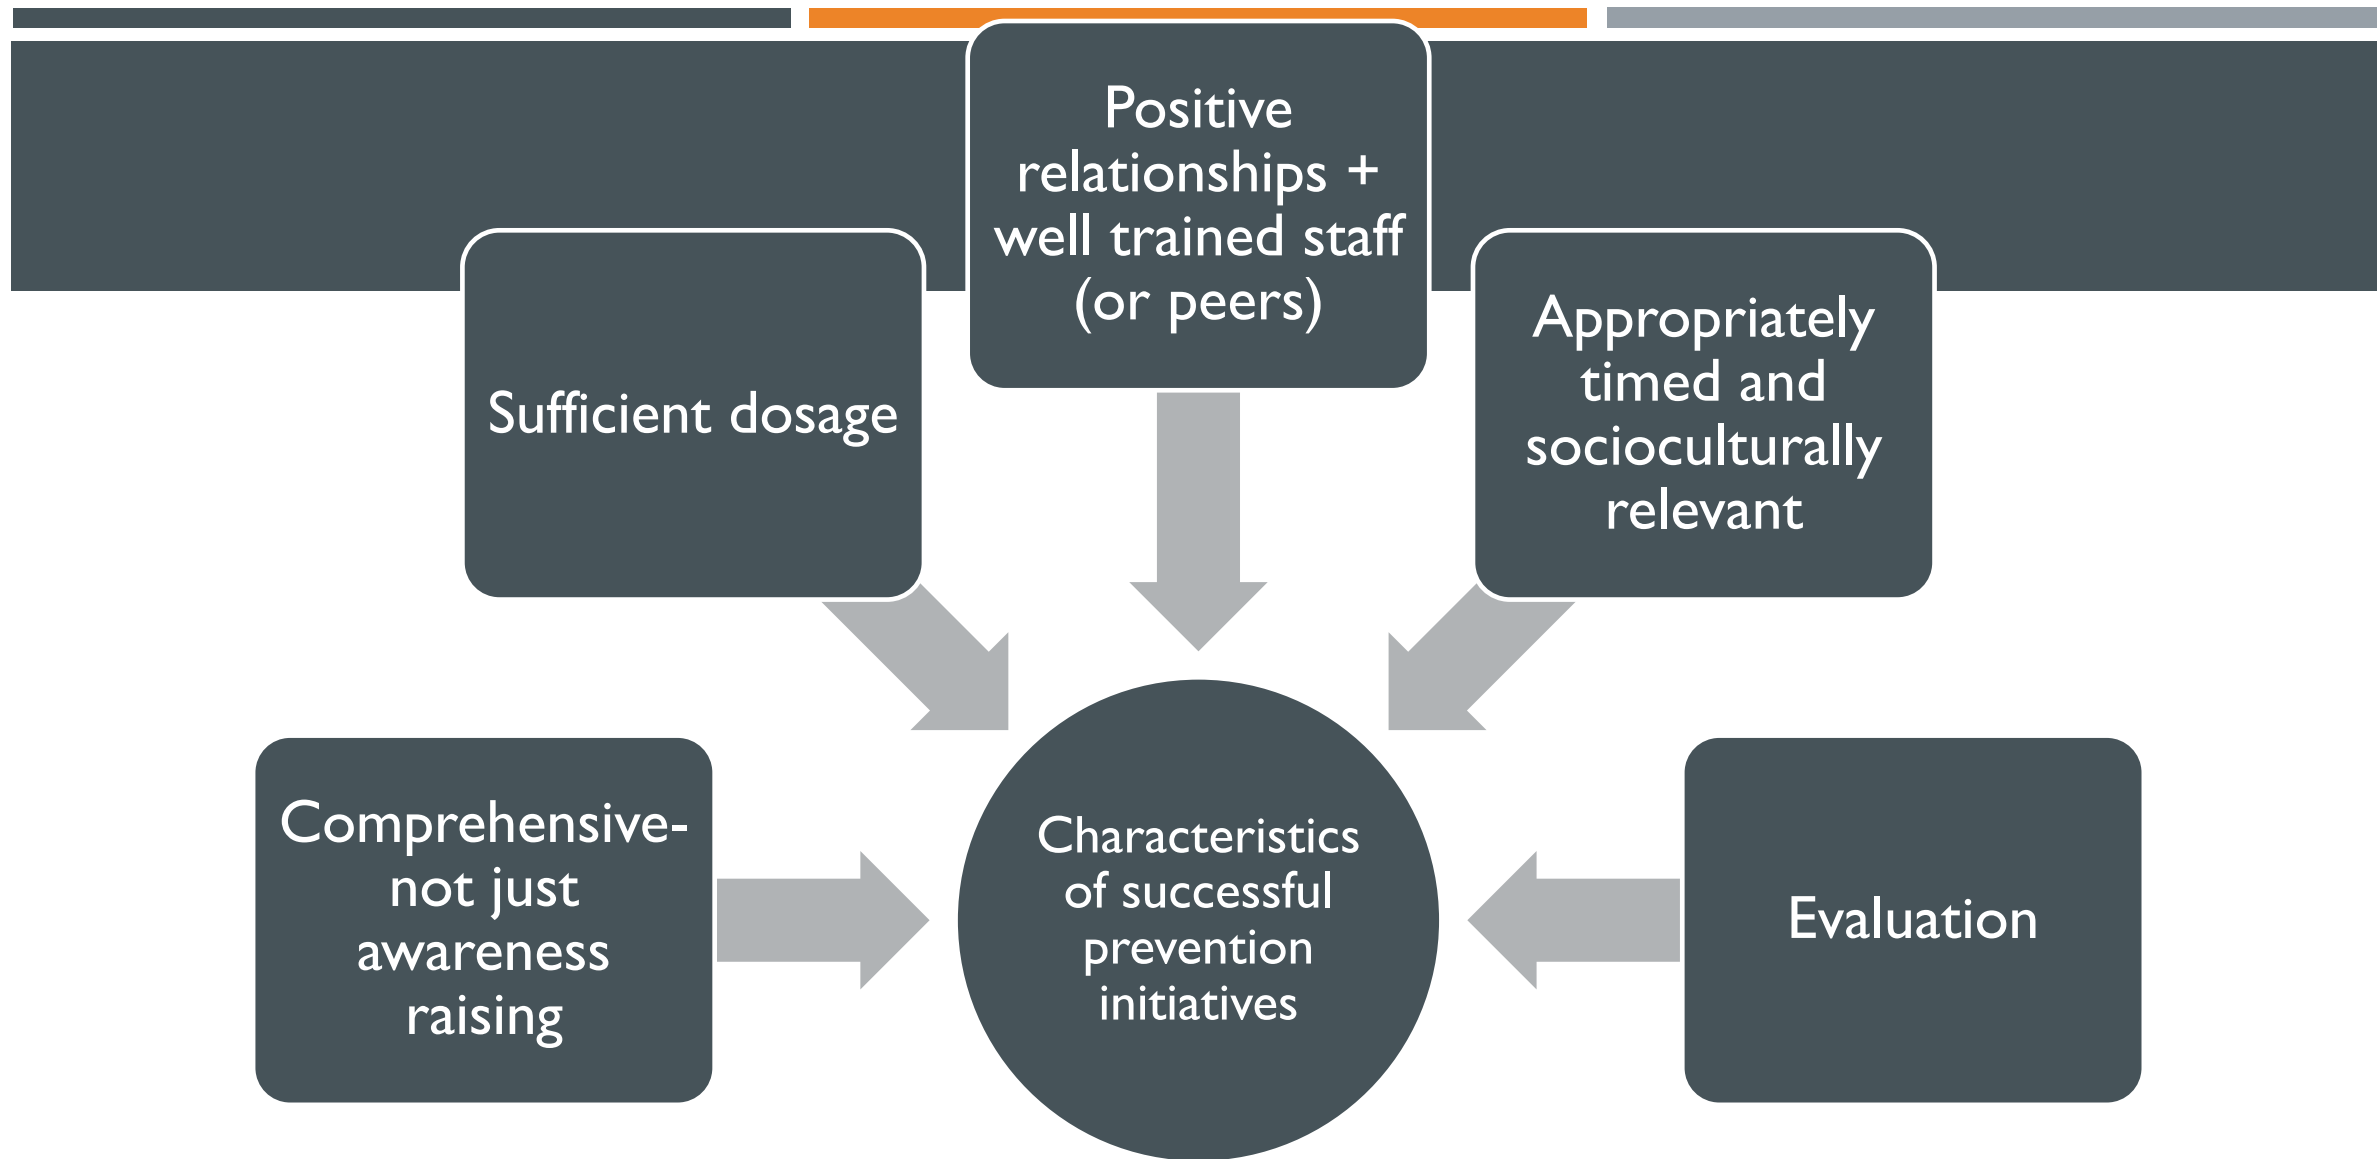 Positive
relationships +
well trained staff
(or peers)
Sufficient dosage
Appropriately
timed and
socioculturally
relevant
Comprehensive-
not just
awareness
raising
Characteristics
of successful
prevention
initiatives
Evaluation